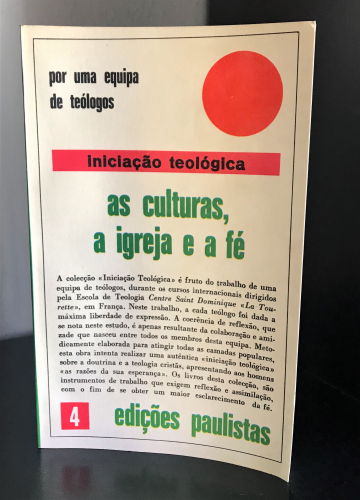 por uma equipa
de teólogos
iniciação teológica
as culturas,
a igreja e a fé
A colecção «Iniciação Teológica» é fruto do trabalho de uma
equipa de teólogos, durante os cursos internacionais dirigidos
pela Escola de Teologia Centre Saint Dominique «La Tou-
rette», em França. Neste trabalho, a cada teólogo foi dada a
máxima liberdade de expressão. A coerência de reflexão, que
se nota neste estudo, é apenas resultante da colaboração e ami-
zade que nasceu entre todos os membros desta equipa. Meto-
dicamente elaborada para atingir todas as camadas populares,
esta obra intenta realizar uma autêntica «iniciação teológica»
sobre a doutrina e a teologia cristãs, apresentando aos homens
«as razões da sua esperança». Os livros desta colecção, são
instrumentos de trabalho que exigem reflexão e assimilação,
com o fim de se obter um maior esclarecimento da fé.
4
edições paulistas